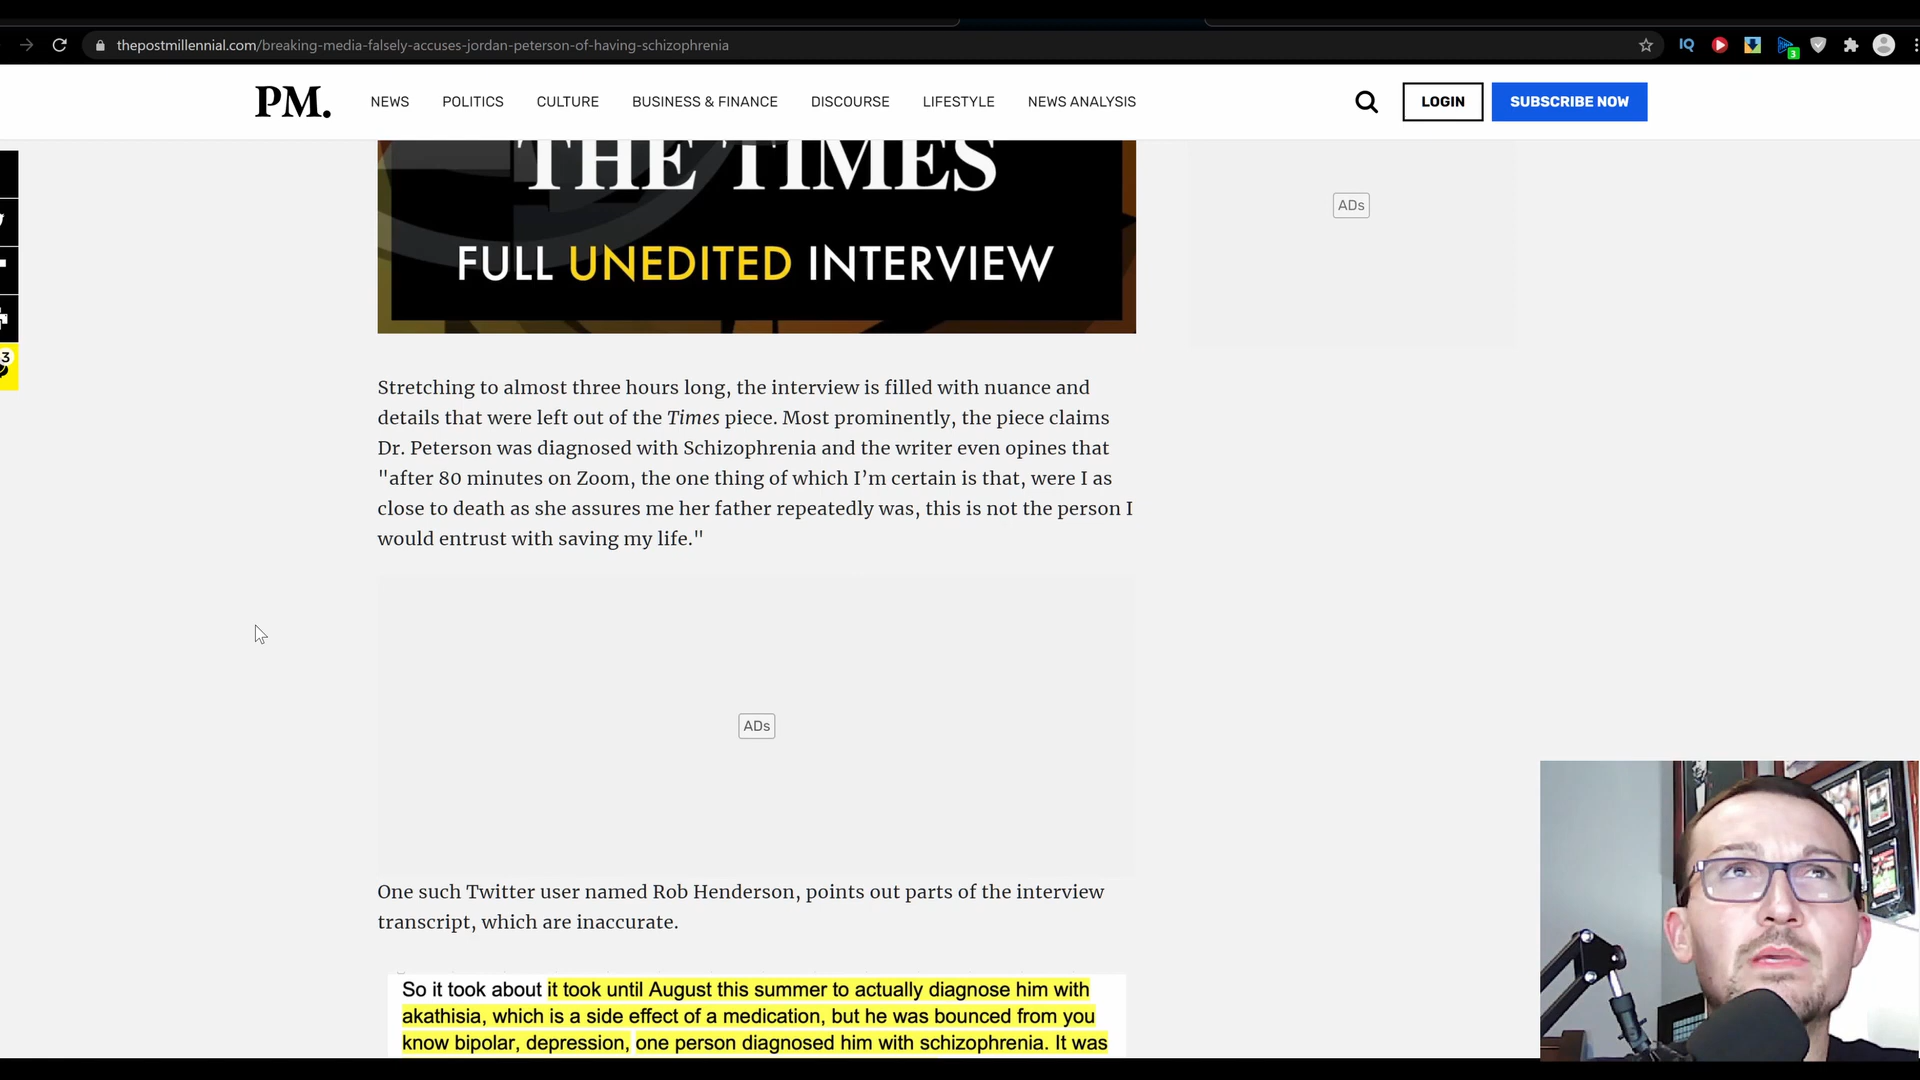 thepostmillennial.com/breaking-media-falsely-accuses-jordan-peterson-of-having-schizophrenia
IQ
3
PM.
NEWS
POLITICS
CULTURE
BUSINESS & FINANCE
DISCOURSE
LIFESTYLE
NEWS ANALYSIS
LOGIN
SUBSCRIBE NOW
THE TIMES
FULL UNEDITED INTERVIEW
ADs
3
Stretching to almost three hours long, the interview is filled with nuance and
details that were left out of the Times piece. Most prominently, the piece claims
Dr. Peterson was diagnosed with Schizophrenia and the writer even opines that
"after 80 minutes on Zoom, the one thing of which I’m certain is that, were I as
close to death as she assures me her father repeatedly was, this is not the person I
would entrust with saving my life."
ADs
One such Twitter user named Rob Henderson, points out parts of the interview
transcript, which are inaccurate.
So it took about it took until August this summer to actually diagnose him with
akathisia, which is a side effect of a medication, but he was bounced from you
know bipolar, depression, one person diagnosed him with schizophrenia. It was